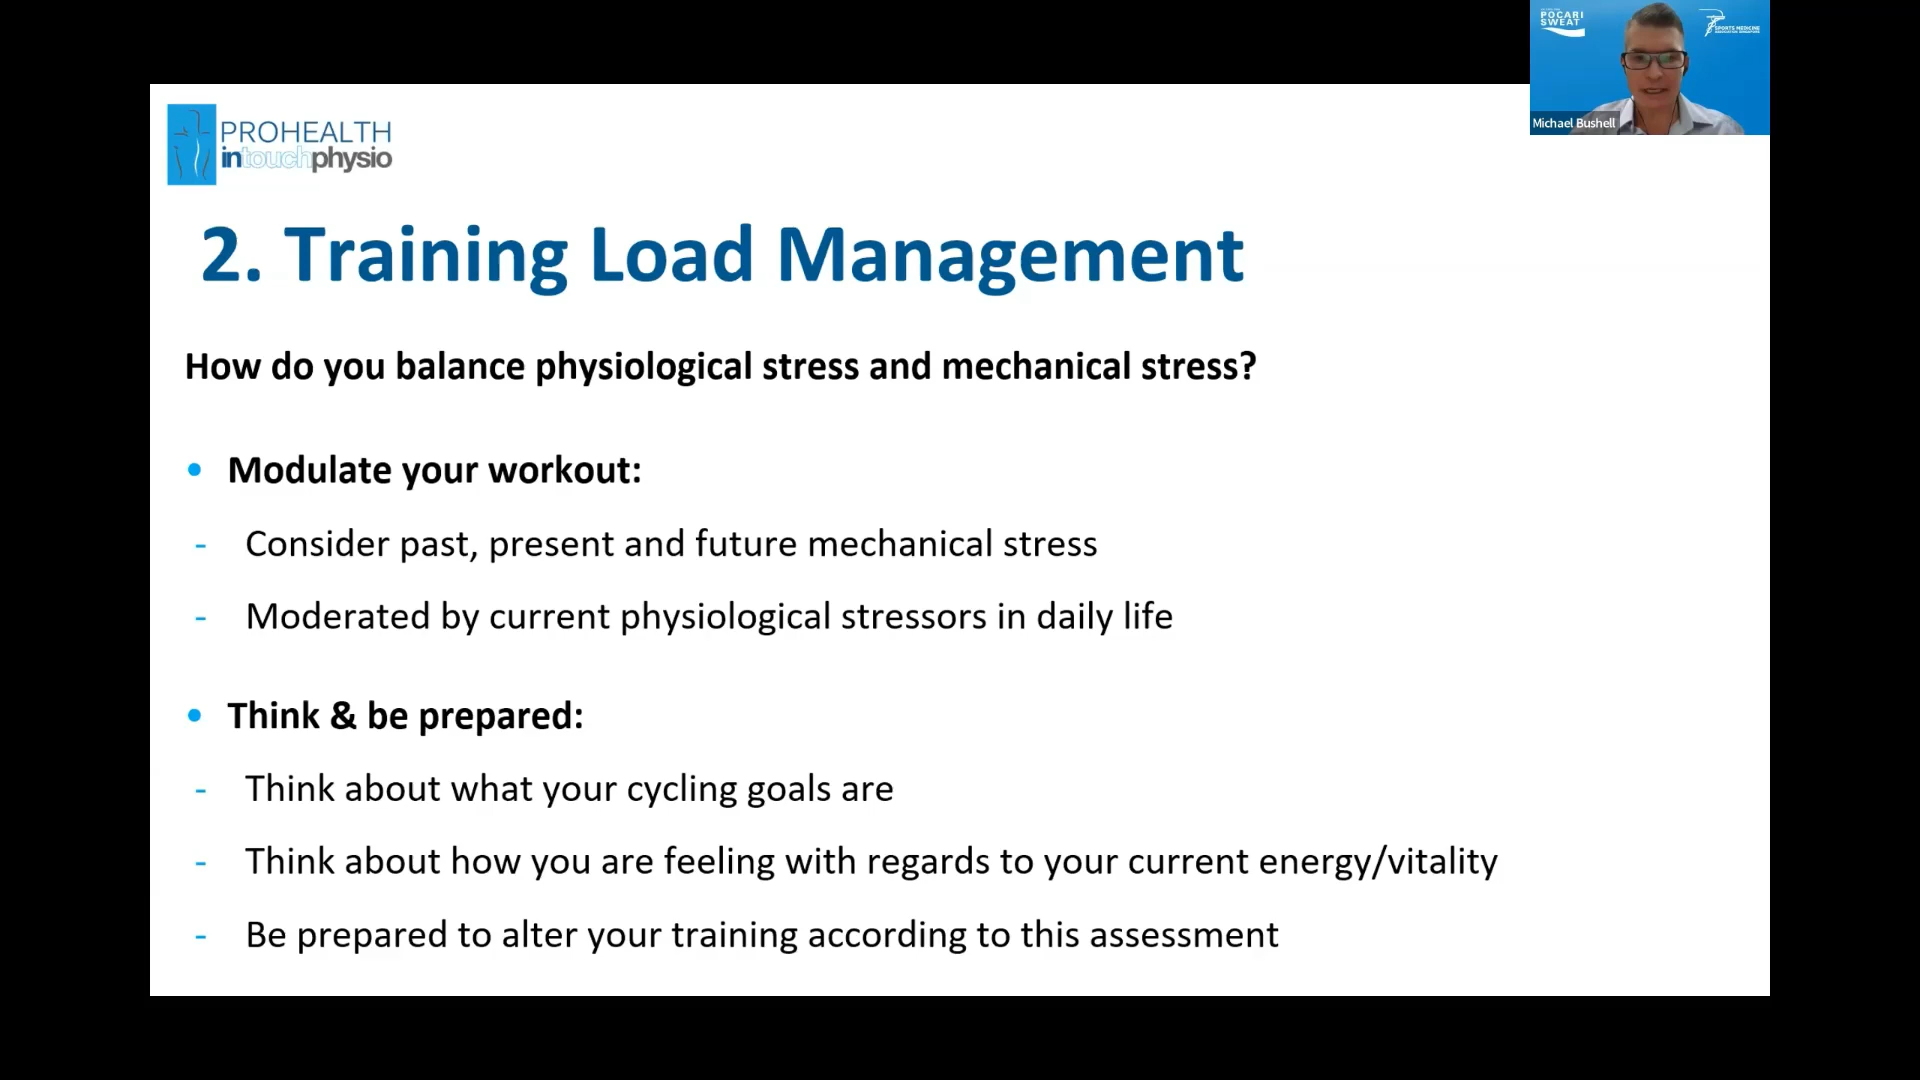 POCARI
SWEAT
SPORTS MEDICINE
Michael Bushell
PROHEALTH
intouchphysio
2. Training Load Management
How do you balance physiological stress and mechanical stress?
• Modulate your workout:
- Consider past, present and future mechanical stress
- Moderated by current physiological stressors in daily life
• Think & be prepared:
- Think about what your cycling goals are
- Think about how you are feeling with regards to your current energy/vitality
- Be prepared to alter your training according to this assessment